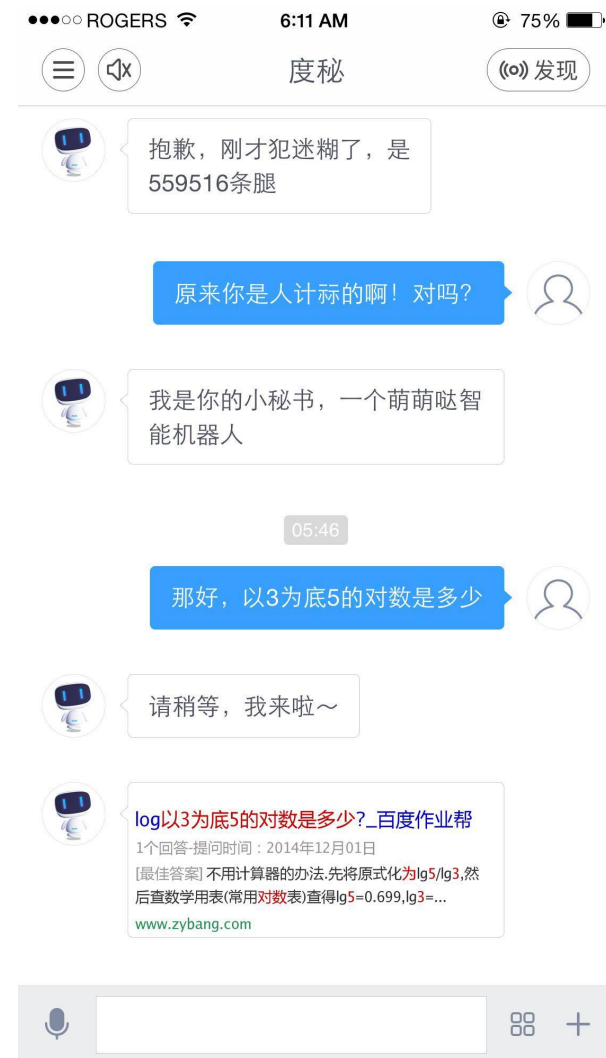 ROGERS 6:11 AM 75%
度秘
发现
抱歉，刚才犯迷糊了，是
559516条腿
原来你是人计祘的啊！对吗？
我是你的小秘书，一个萌萌哒智
能机器人
05:46
那好，以3为底5的对数是多少
请稍等，我来啦～
log以3为底5的对数是多少?_百度作业帮
1个回答-提问时间：2014年12月01日
[最佳答案] 不用计算器的办法.先将原式化为lg5/lg3,然
后查数学用表(常用对数表)查得lg5=0.699,lg3=...
www.zybang.com